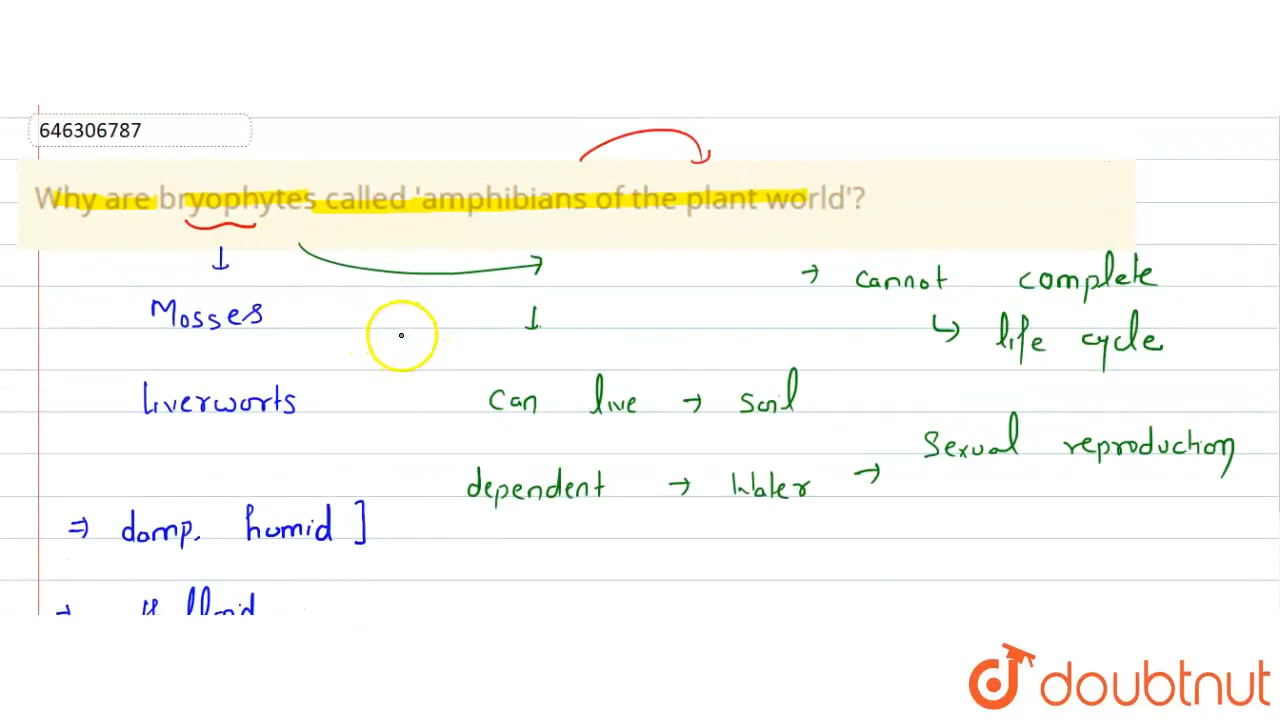 646306787
Why are bryophytes called 'amphibians of the plant world'?
→ cannot complete
↳ life cycle
Mosses
Liverworts
can live → soil
dependent → Water →
Sexual reproduction
⇒ damp, humid ]
doubtnut